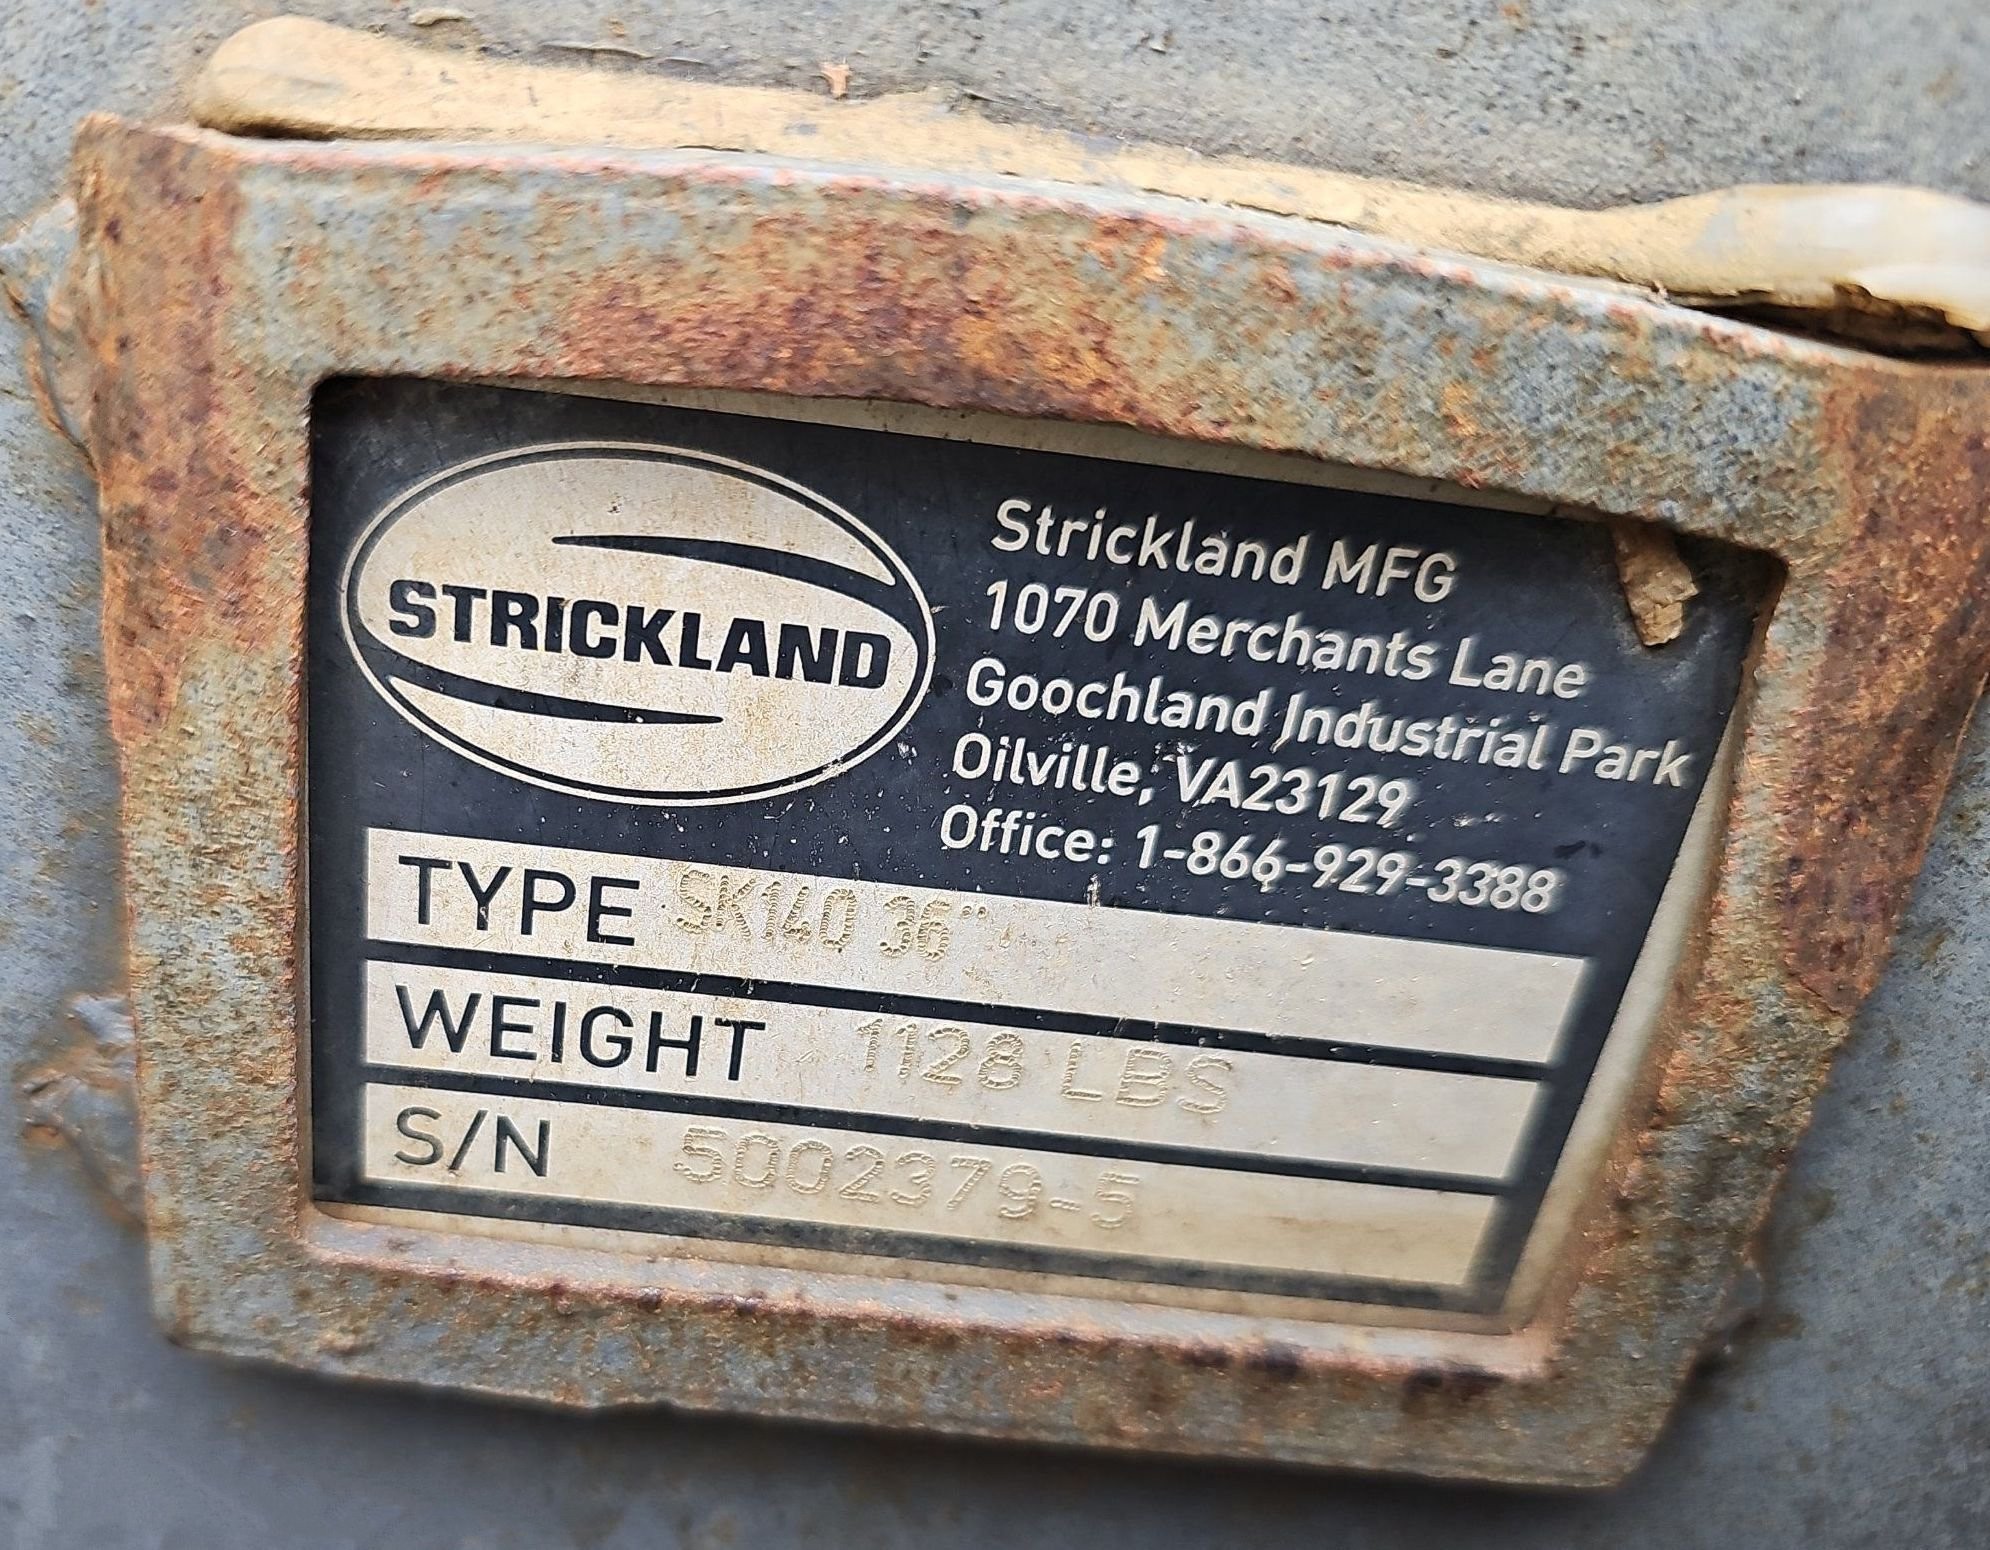 STRICKLAND
Strickland MFG
1070 Merchants Lane
Goochland Industrial Park
Oilville, VA23129
Office: 1-866-929-3388
TYPE SK140 36"
WEIGHT 1128 LBS
S/N 5002379-5